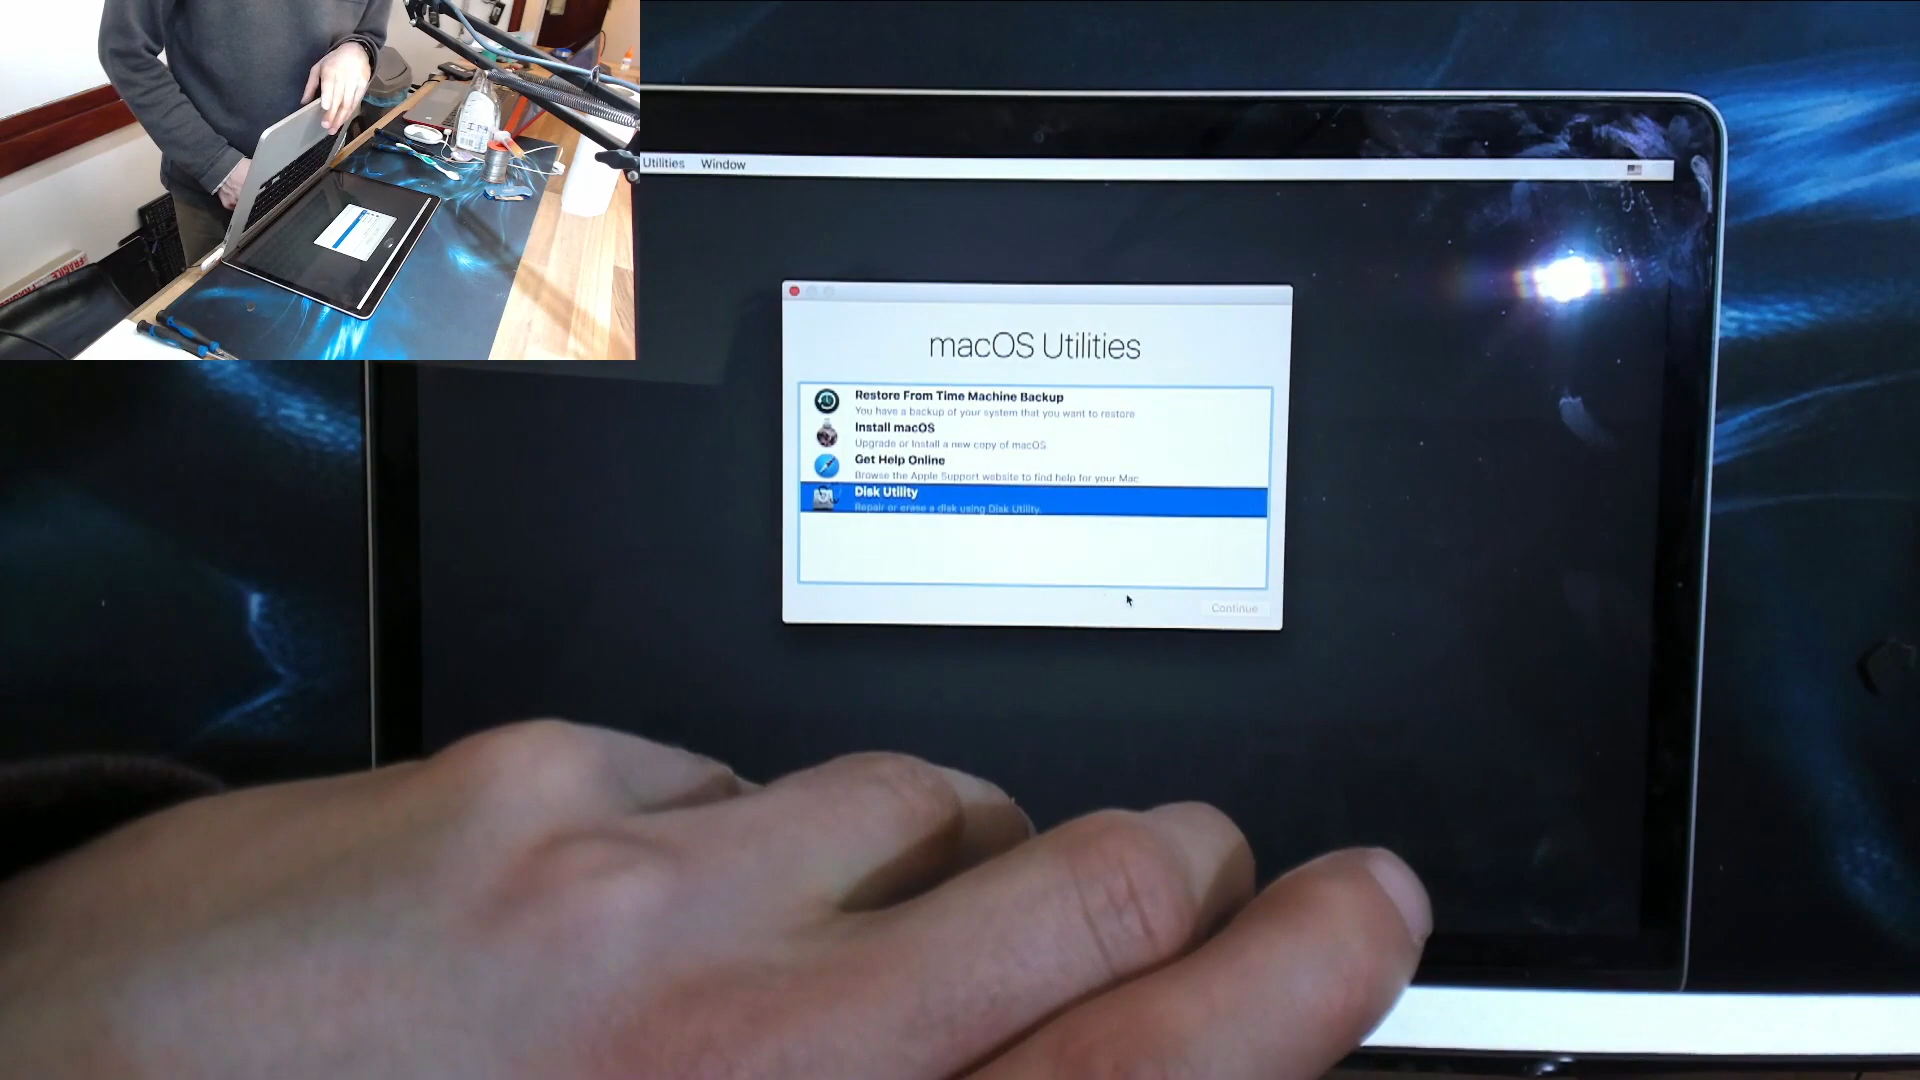 FRAGILE
IPA
Utilities Window
macOS Utilities
Restore From Time Machine Backup
You have a backup of your system that you want to restore
Install macOS
Upgrade or Install a new copy of macOS
Get Help Online
Browse the Apple Support website to find help for your Mac
Disk Utility
Repair or erase a disk using Disk Utility.
Continue